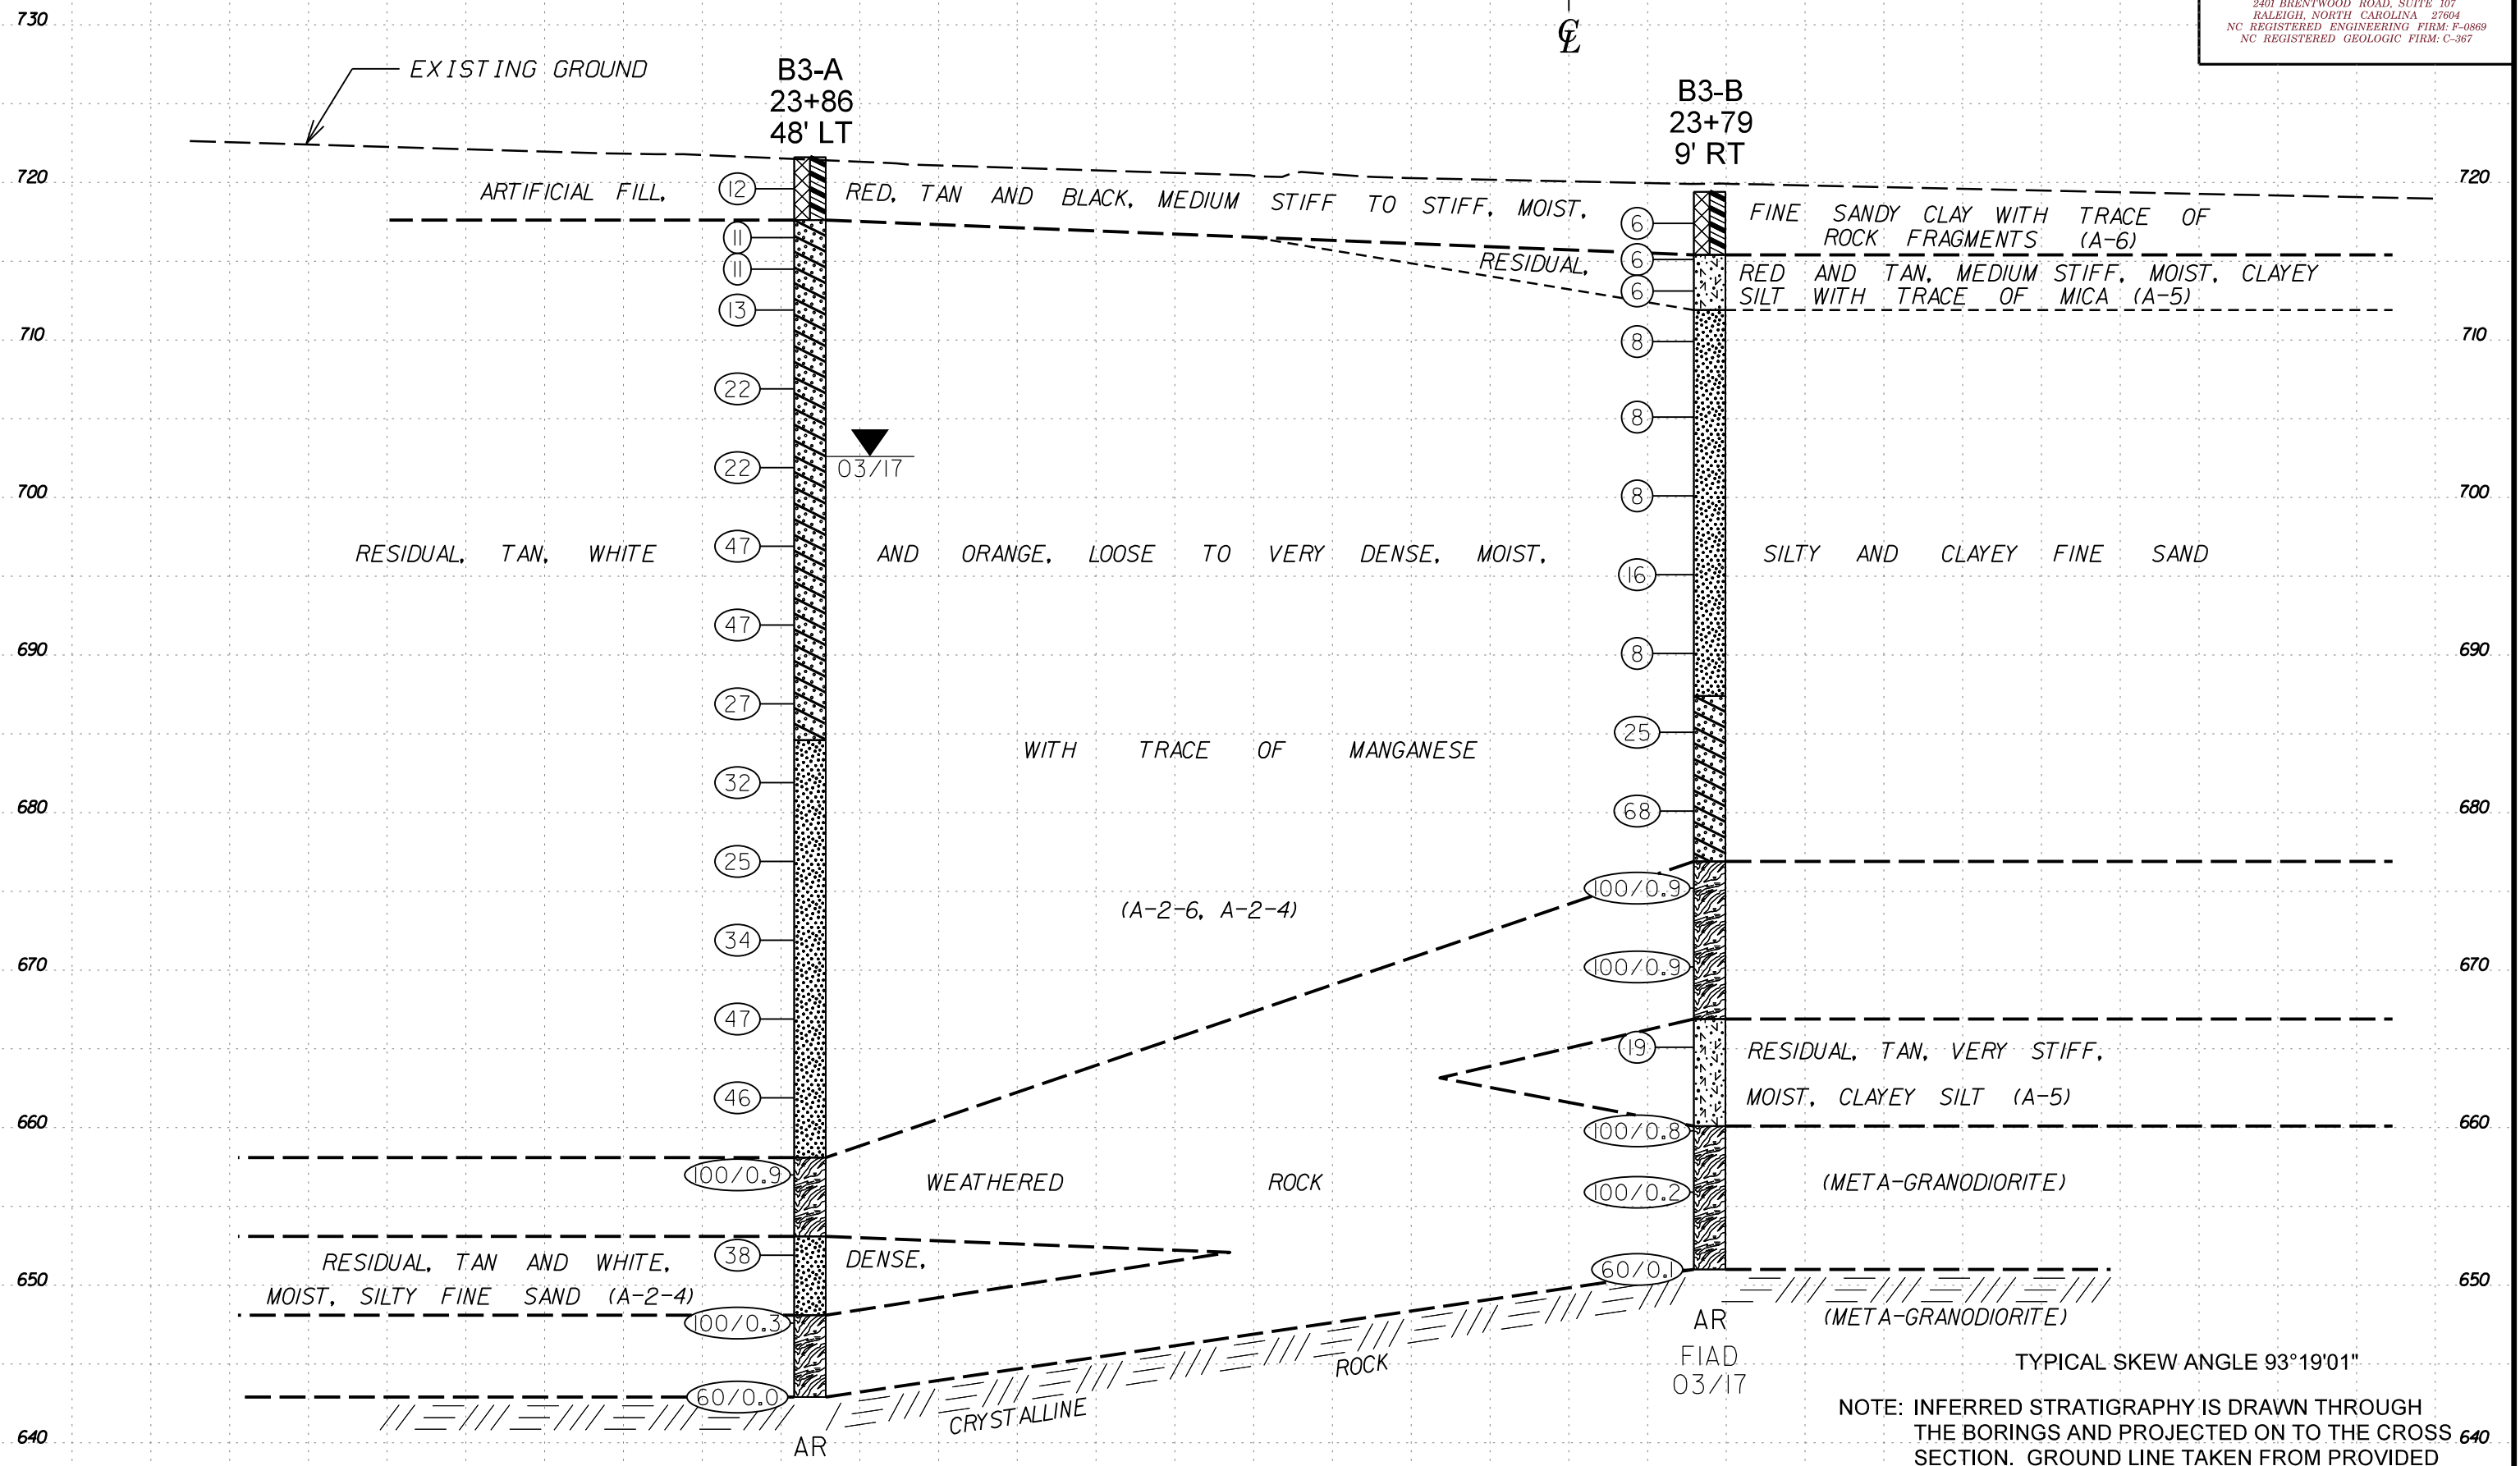 2401 BRENTWOOD ROAD, SUITE 107
RALEIGH, NORTH CAROLINA 27604
NC REGISTERED ENGINEERING FIRM: F-0869
NC REGISTERED GEOLOGIC FIRM: C-367
730
CL
EXISTING GROUND
B3-A
23+86
48' LT
B3-B
23+79
9' RT
720
ARTIFICIAL FILL,
12
RED, TAN AND BLACK, MEDIUM STIFF TO STIFF, MOIST,
6
FINE SANDY CLAY WITH TRACE OF
ROCK FRAGMENTS (A-6)
720
11
11
13
RESIDUAL,
6
6
RED AND TAN, MEDIUM STIFF, MOIST, CLAYEY
SILT WITH TRACE OF MICA (A-5)
710
8
710
22
8
03/17
22
8
700
700
RESIDUAL, TAN, WHITE
47
AND ORANGE, LOOSE TO VERY DENSE, MOIST,
16
SILTY AND CLAYEY FINE SAND
47
8
690
690
27
25
WITH TRACE OF MANGANESE
32
68
680
680
25
100/0.9
(A-2-6, A-2-4)
34
100/0.9
670
670
47
19
RESIDUAL, TAN, VERY STIFF,
MOIST, CLAYEY SILT (A-5)
46
660
100/0.8
660
100/0.9
WEATHERED ROCK
100/0.2
(META-GRANODIORITE)
RESIDUAL, TAN AND WHITE,
MOIST, SILTY FINE SAND (A-2-4)
38
DENSE,
60/0.1
650
650
100/0.3
AR
FIAD
03/17
(META-GRANODIORITE)
60/0.0
CRYSTALLINE ROCK
AR
TYPICAL SKEW ANGLE 93°19'01"
640
NOTE: INFERRED STRATIGRAPHY IS DRAWN THROUGH
THE BORINGS AND PROJECTED ON TO THE CROSS
SECTION. GROUND LINE TAKEN FROM PROVIDED
640